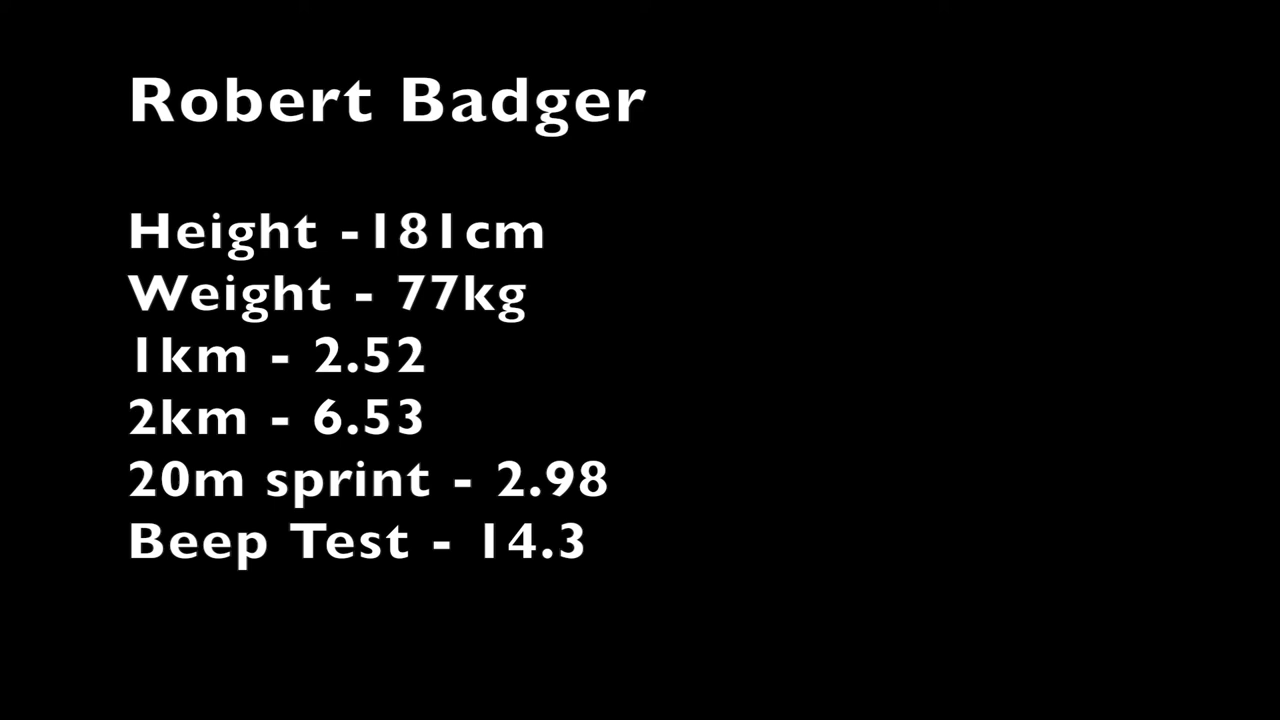 Robert Badger
Height -181cm
Weight - 77kg
1km - 2.52
2km - 6.53
20m sprint - 2.98
Beep Test - 14.3